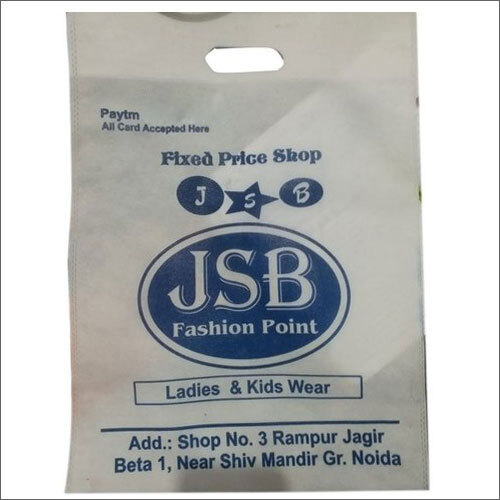 Paytm
All Card Accepted Here
Fixed Price Shop
J S B
JSB
Fashion Point
Ladies & Kids Wear
Add.: Shop No. 3 Rampur Jagir
Beta 1, Near Shiv Mandir Gr. Noida